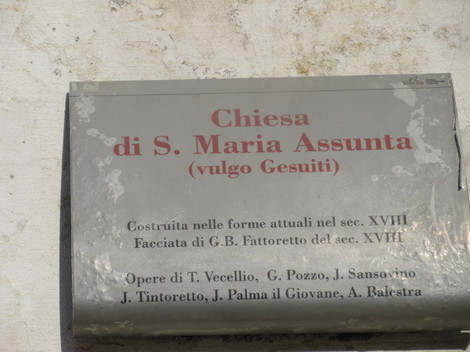 Chiesa
di S. Maria Assunta
(vulgo Gesuiti)
Costruita nelle forme attuali nel sec. XVIII
Facciata di G.B. Fattoretto del sec. XVIII
Opere di T. Vecellio, G. Pozzo, J. Sansovino
J. Tintoretto, J. Palma il Giovane, A. Balestra